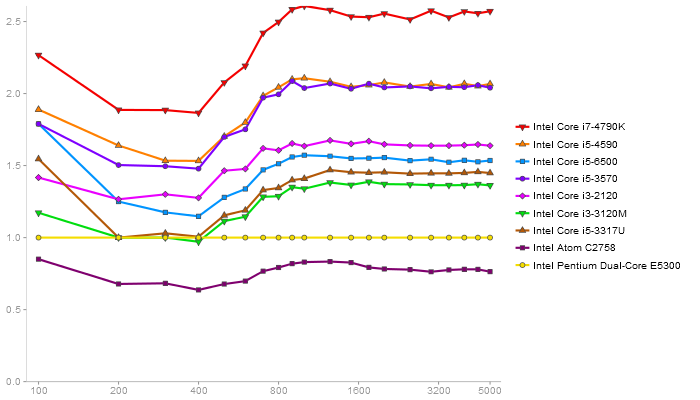 2.5
2.0
1.5
1.0
0.5
0.0
100 200 400 800 1600 3200 5000
Intel Core i7-4790K
Intel Core i5-4590
Intel Core i5-6500
Intel Core i5-3570
Intel Core i3-2120
Intel Core i3-3120M
Intel Core i5-3317U
Intel Atom C2758
Intel Pentium Dual-Core E5300